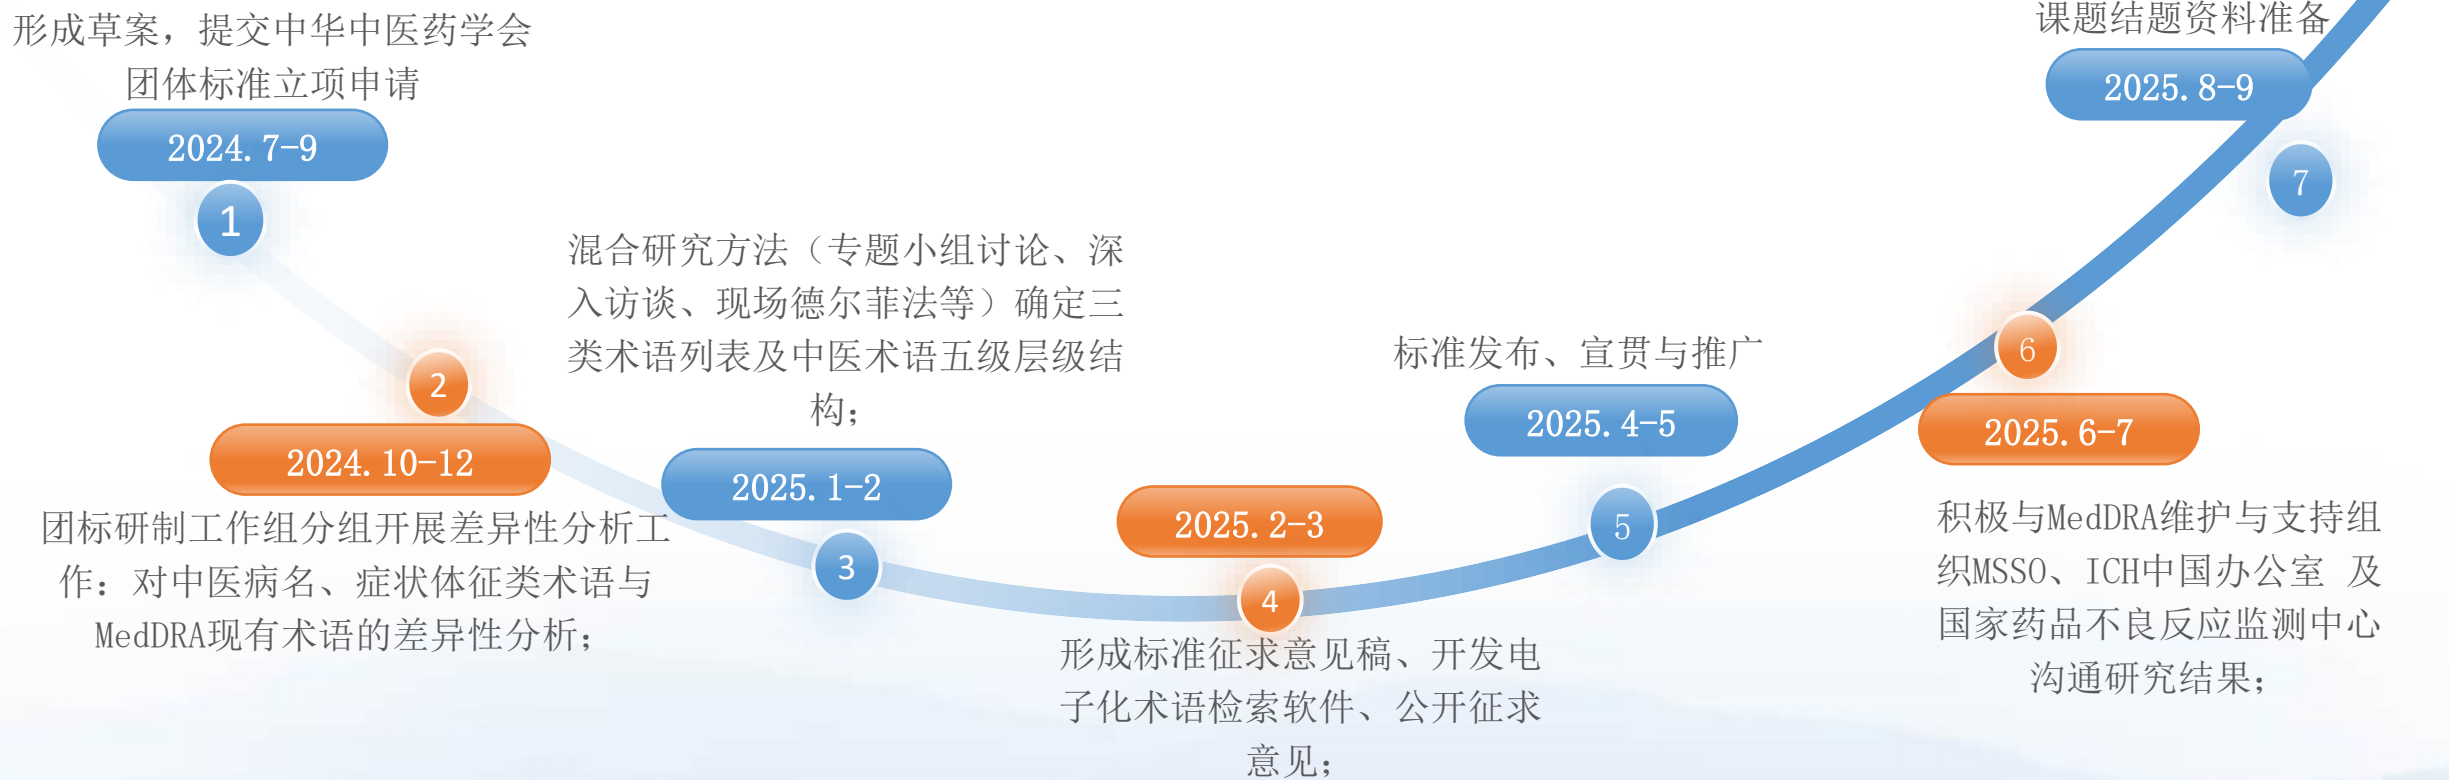 形成草案，提交中华中医药学会
团体标准立项申请
2024.7-9
1
2
2024.10-12
团标研制工作组分组开展差异性分析工
作：对中医病名、症状体征类术语与
MedDRA现有术语的差异性分析；
混合研究方法（专题小组讨论、深
入访谈、现场德尔菲法等）确定三
类术语列表及中医术语五级层级结
构；
2025.1-2
3
2025.2-3
4
形成标准征求意见稿、开发电
子化术语检索软件、公开征求
意见；
标准发布、宣贯与推广
2025.4-5
5
6
2025.6-7
积极与MedDRA维护与支持组
织MSSO、ICH中国办公室 及
国家药品不良反应监测中心
沟通研究结果；
课题结题资料准备
2025.8-9
7